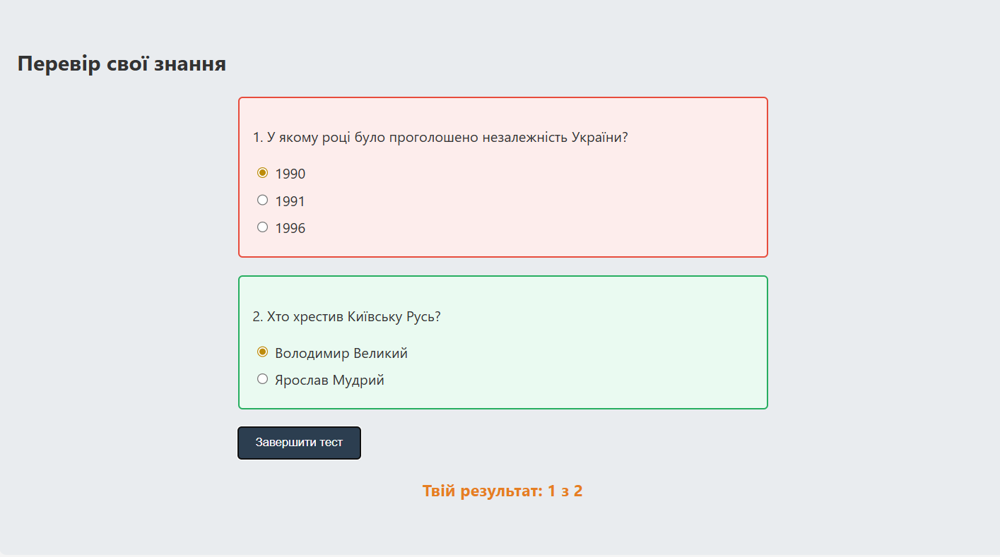 Перевір свої знання
1. У якому році було проголошено незалежність України?
1990
1991
1996
2. Хто хрестив Київську Русь?
Володимир Великий
Ярослав Мудрий
Завершити тест
Твій результат: 1 з 2